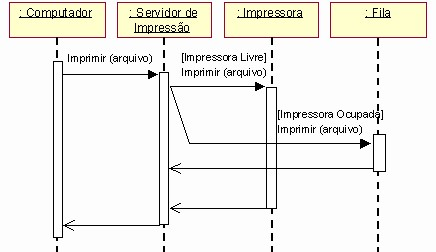 : Computador
: Servidor de
Impressão
: Impressora
: Fila
Imprimir (arquivo)
[Impressora Livre]
Imprimir (arquivo)
[Impressora Ocupada]
Imprimir (arquivo)